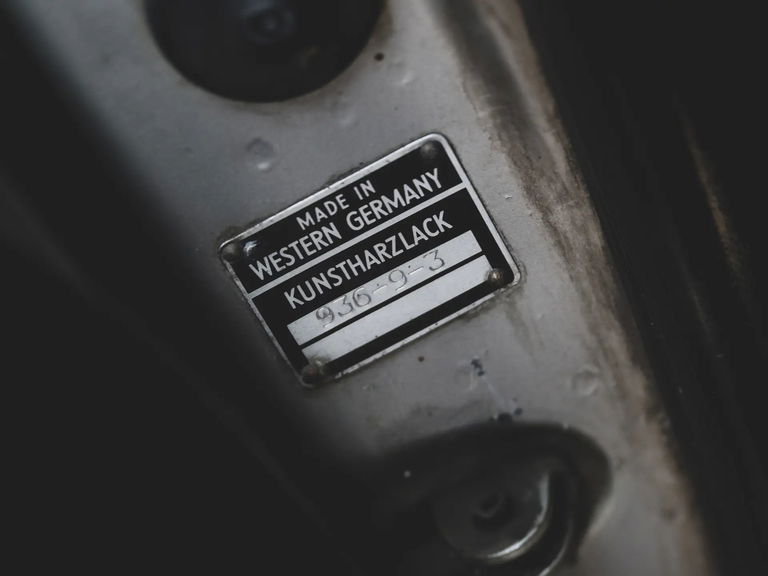 MADE IN
WESTERN GERMANY
KUNSTHARZLACK
936-9-3